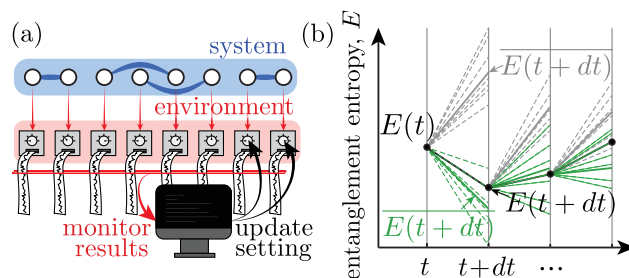 (a)
system
environment
monitor
results
update
setting
(b)
entanglement entropy, E
E(t)
E(t + dt)
E(t + dt)
E(t + dt)
t
t+dt
...